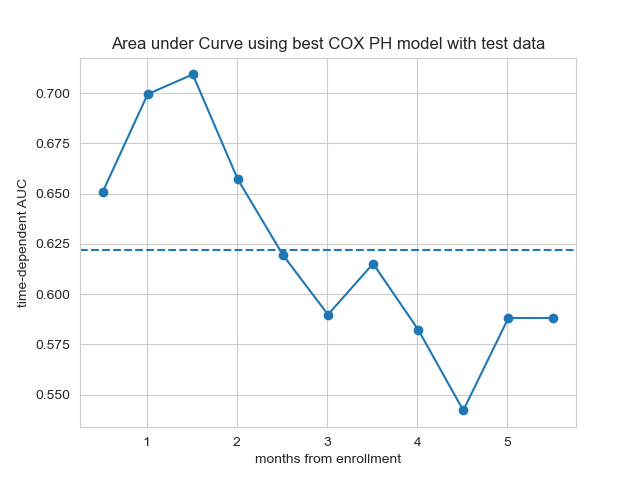 Area under Curve using best COX PH model with test data
time-dependent AUC
0.700
0.675
0.650
0.625
0.600
0.575
0.550
1 2 3 4 5
months from enrollment